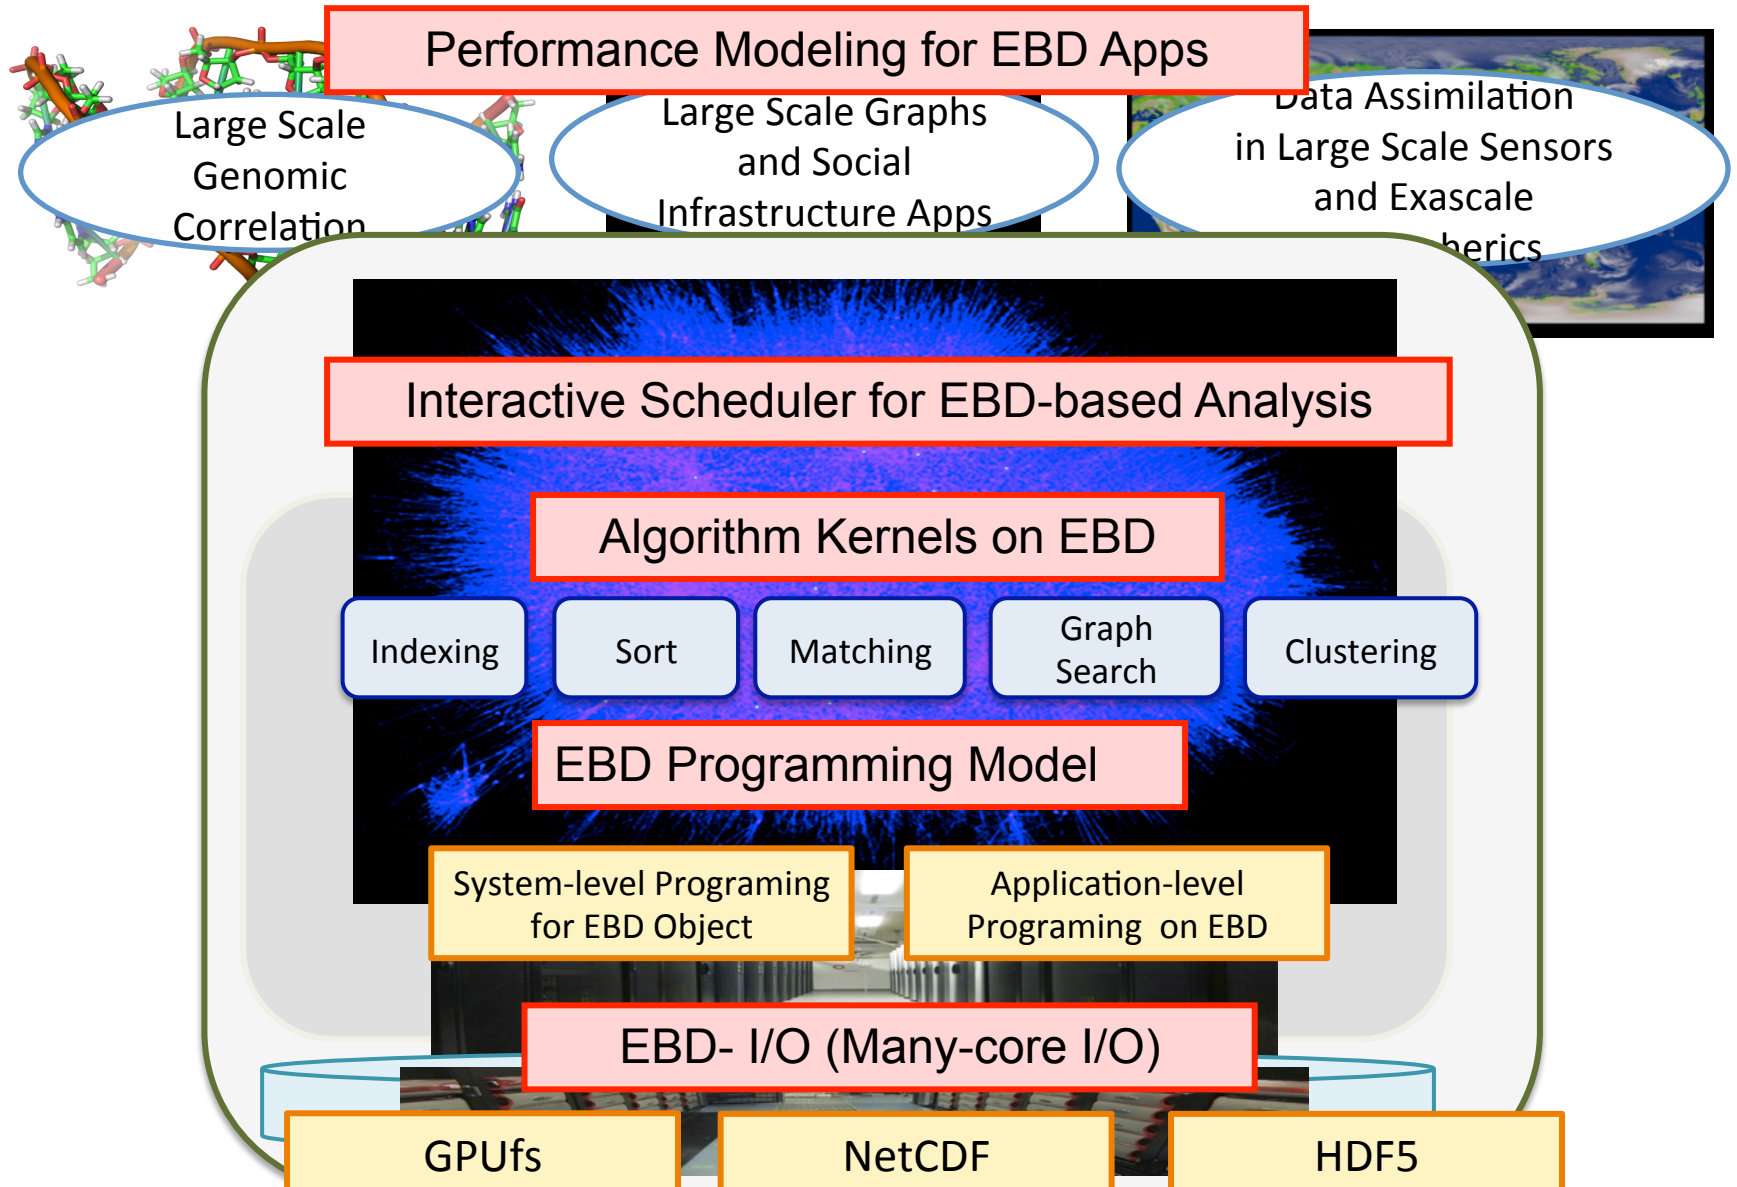 Performance Modeling for EBD Apps
Large Scale
Genomic
Correlation
Large Scale Graphs
and Social
Infrastructure Apps
Data Assimilation
in Large Scale Sensors
and Exascale
Interactive Scheduler for EBD-based Analysis
Algorithm Kernels on EBD
Indexing
Sort
Matching
Graph
Search
Clustering
EBD Programming Model
System-level Programing
for EBD Object
Application-level
Programing on EBD
EBD- I/O (Many-core I/O)
GPUfs
NetCDF
HDF5